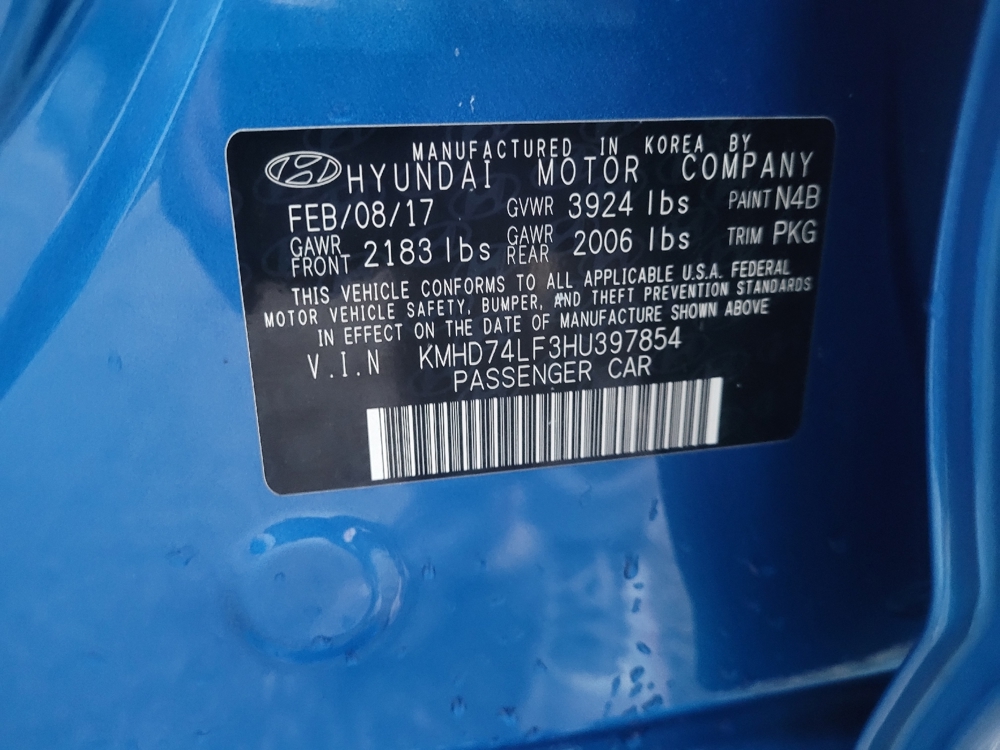 MANUFACTURED IN KOREA BY
HYUNDAI MOTOR COMPANY
FEB/08/17 GVWR 3924 lbs PAINT N4B
GAWR FRONT 2183 lbs GAWR REAR 2006 lbs TRIM PKG
THIS VEHICLE CONFORMS TO ALL APPLICABLE U.S.A. FEDERAL
MOTOR VEHICLE SAFETY, BUMPER, AND THEFT PREVENTION STANDARDS
IN EFFECT ON THE DATE OF MANUFACTURE SHOWN ABOVE
V.I.N KMHD74LF3HU397854
PASSENGER CAR